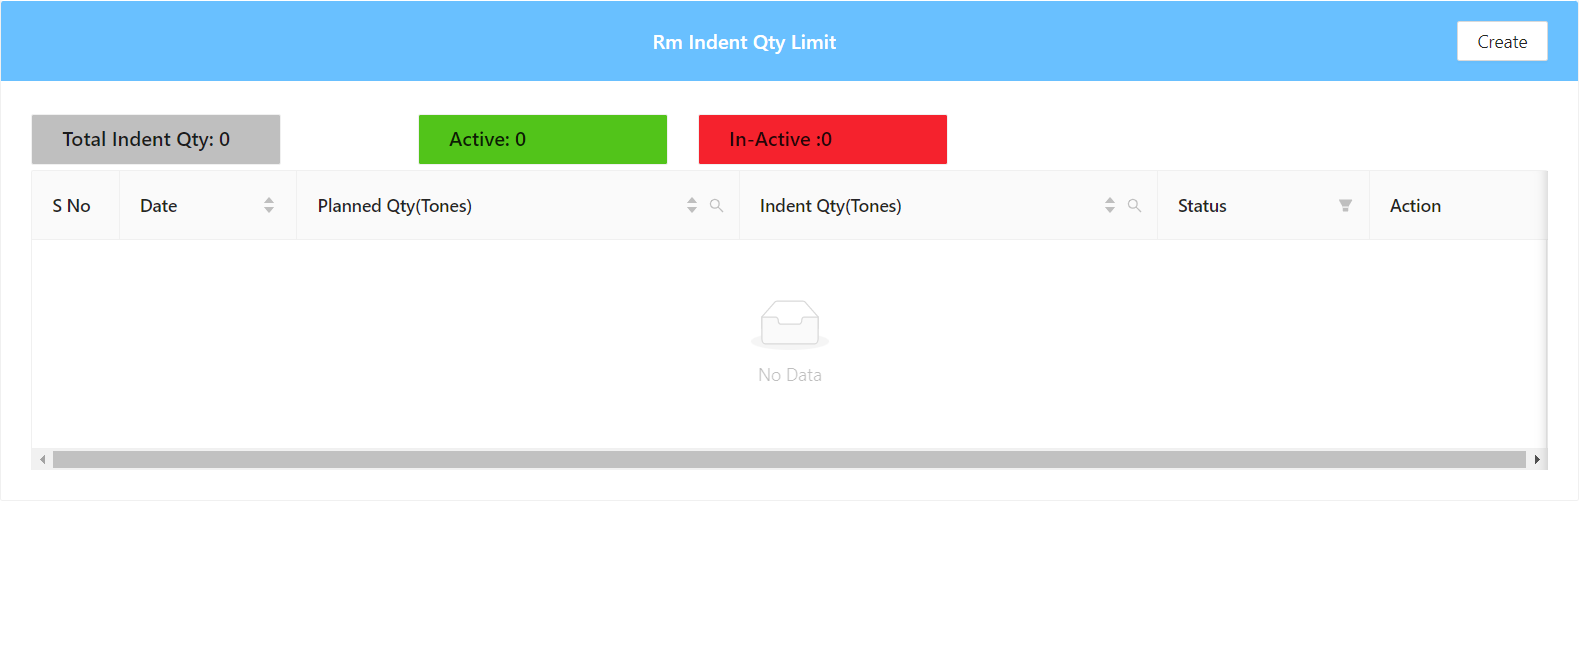 Rm Indent Qty Limit
Create
Total Indent Qty: 0
Active: 0
In-Active :0
S No
Date
Planned Qty(Tones)
Indent Qty(Tones)
Status
Action
No Data